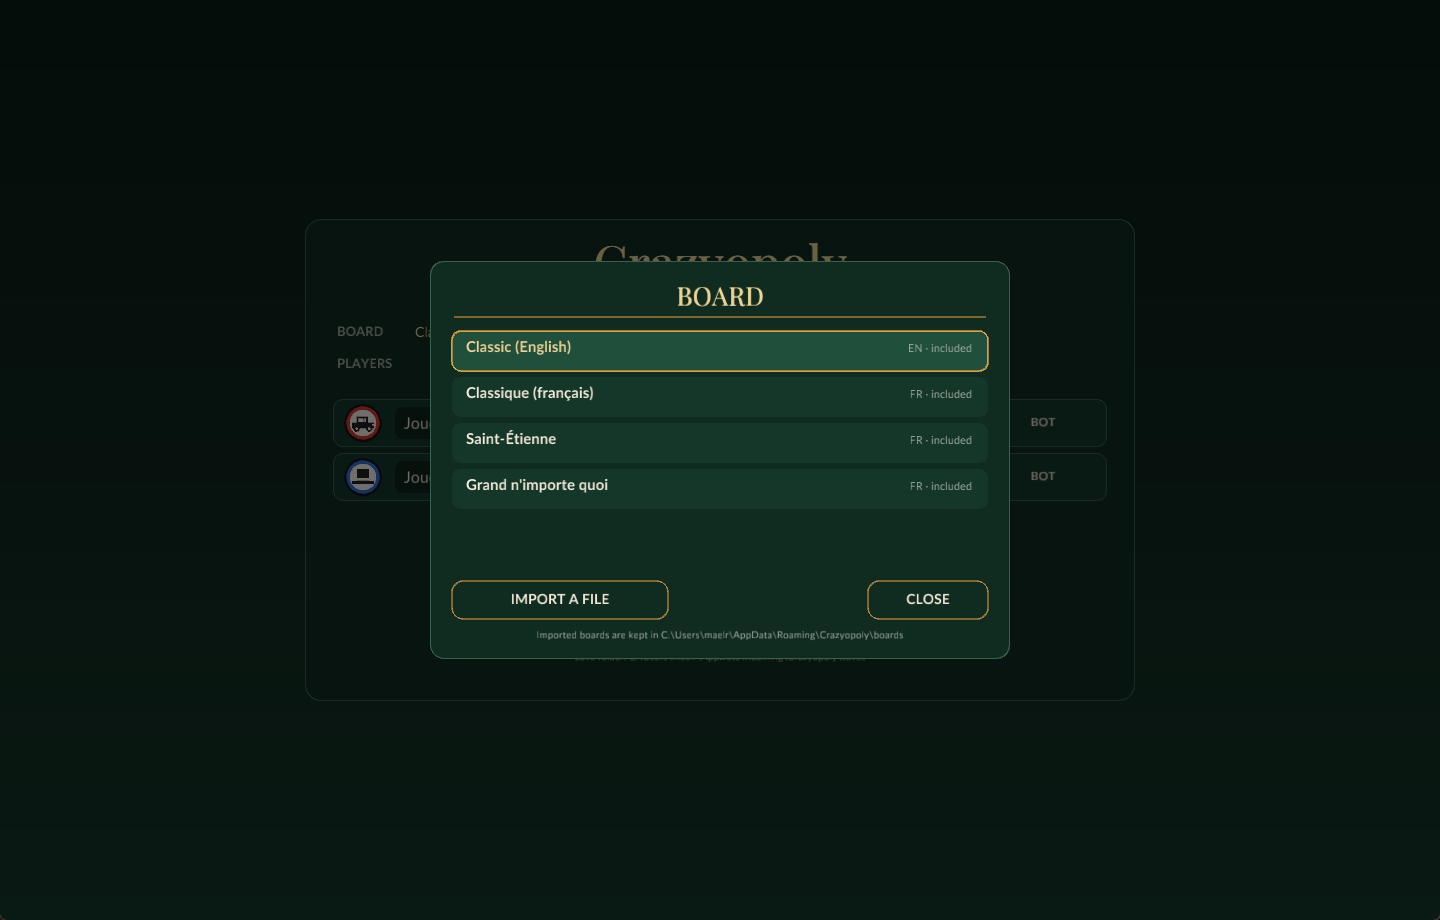 Crazyopoly
BOARD
BOARD
PLAYERS
Classic (English) EN · included
Classique (français) FR · included
Saint-Étienne FR · included
Grand n'importe quoi FR · included
BOT
BOT
IMPORT A FILE
CLOSE
Imported boards are kept in C:\Users\maelr\AppData\Roaming\Crazyopoly\boards